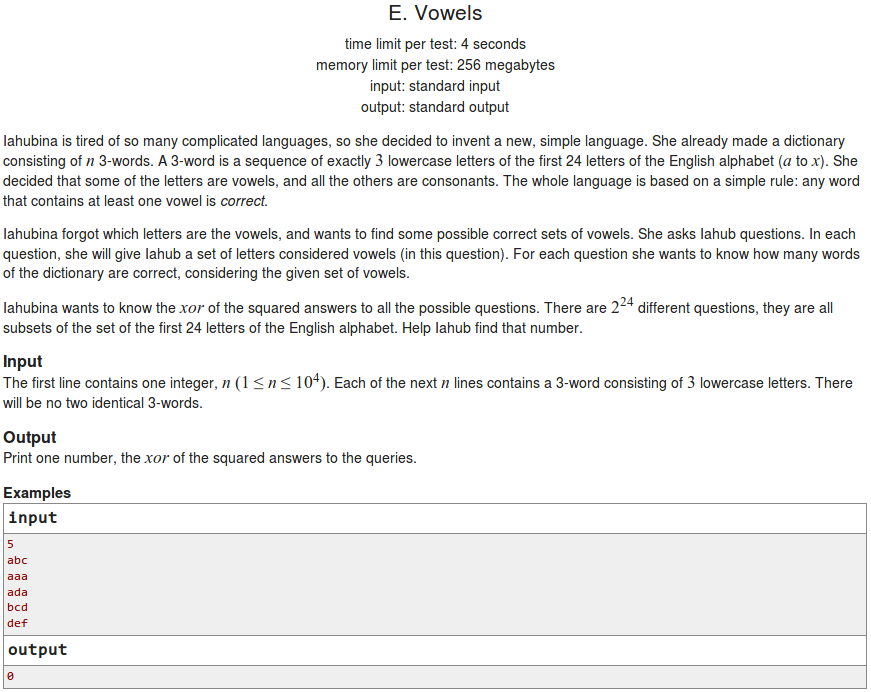 E. Vowels
time limit per test: 4 seconds
memory limit per test: 256 megabytes
input: standard input
output: standard output
Iahubina is tired of so many complicated languages, so she decided to invent a new, simple language. She already made a dictionary
consisting of n 3-words. A 3-word is a sequence of exactly 3 lowercase letters of the first 24 letters of the English alphabet (a to x). She
decided that some of the letters are vowels, and all the others are consonants. The whole language is based on a simple rule: any word
that contains at least one vowel is correct.
Iahubina forgot which letters are the vowels, and wants to find some possible correct sets of vowels. She asks Iahub questions. In each
question, she will give Iahub a set of letters considered vowels (in this question). For each question she wants to know how many words
of the dictionary are correct, considering the given set of vowels.
Iahubina wants to know the xor of the squared answers to all the possible questions. There are 2^24 different questions, they are all
subsets of the set of the first 24 letters of the English alphabet. Help Iahub find that number.
Input
The first line contains one integer, n (1 ≤ n ≤ 10^4). Each of the next n lines contains a 3-word consisting of 3 lowercase letters. There
will be no two identical 3-words.
Output
Print one number, the xor of the squared answers to the queries.
Examples
input
5
abc
aaa
ada
bcd
def
output
0